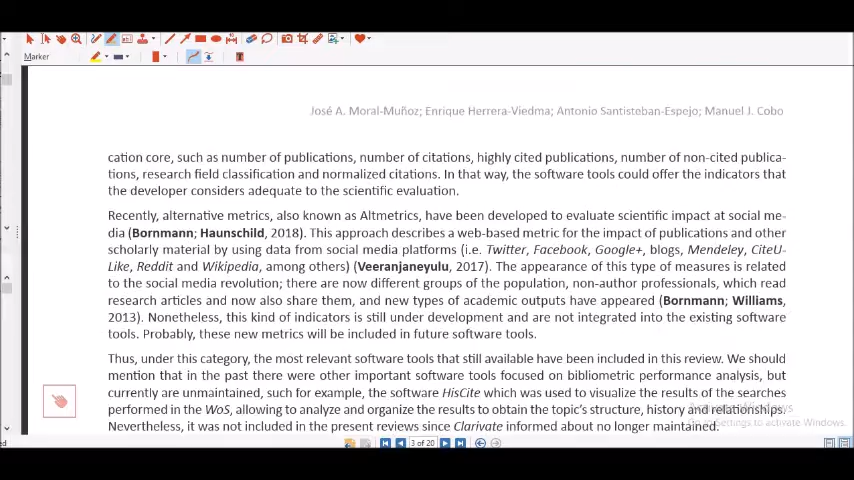 Marker
José A. Moral-Muñoz; Enrique Herrera-Viedma; Antonio Santisteban-Espejo; Manuel J. Cobo
cation core, such as number of publications, number of citations, highly cited publications, number of non-cited publica-
tions, research field classification and normalized citations. In that way, the software tools could offer the indicators that
the developer considers adequate to the scientific evaluation.
Recently, alternative metrics, also known as Altmetrics, have been developed to evaluate scientific impact at social me-
dia (Bornmann; Haunschild, 2018). This approach describes a web-based metric for the impact of publications and other
scholarly material by using data from social media platforms (i.e. Twitter, Facebook, Google+, blogs, Mendeley, CiteU-
Like, Reddit and Wikipedia, among others) (Veeranjaneyulu, 2017). The appearance of this type of measures is related
to the social media revolution; there are now different groups of the population, non-author professionals, which read
research articles and now also share them, and new types of academic outputs have appeared (Bornmann; Williams,
2013). Nonetheless, this kind of indicators is still under development and are not integrated into the existing software
tools. Probably, these new metrics will be included in future software tools.
Thus, under this category, the most relevant software tools that still available have been included in this review. We should
mention that in the past there were other important software tools focused on bibliometric performance analysis, but
currently are unmaintained, such for example, the software HisCite which was used to visualize the results of the searches
performed in the WoS, allowing to analyze and organize the results to obtain the topic's structure, history and relationships.
Nevertheless, it was not included in the present reviews since Clarivate informed about no longer maintained.
Activate Windows
Go to Settings to activate Windows.
3 of 20